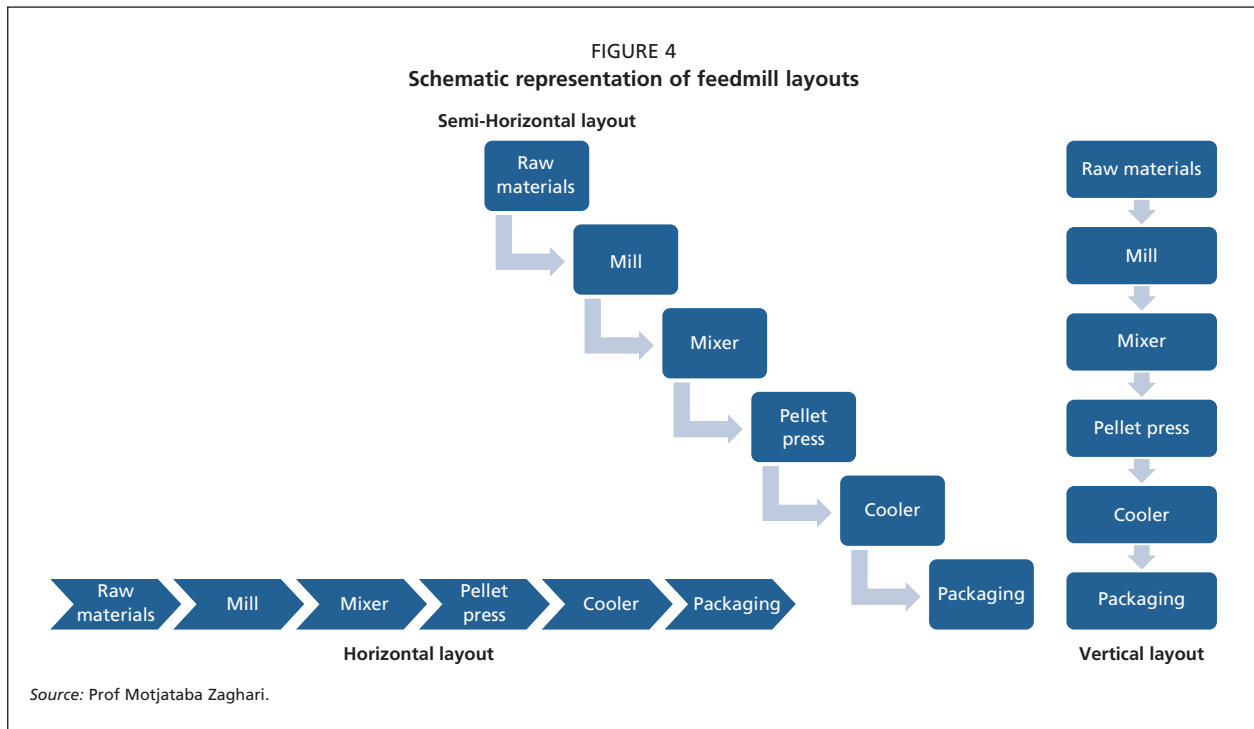 FIGURE 4
Schematic representation of feedmill layouts
Semi-Horizontal layout
Raw
materials
Mill
Mixer
Pellet
press
Cooler
Packaging
Raw materials
Mill
Mixer
Pellet press
Cooler
Packaging
Vertical layout
Raw
materials
Mill
Mixer
Pellet
press
Cooler
Packaging
Horizontal layout
Source: Prof Motjataba Zaghari.